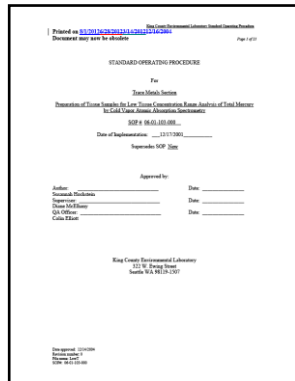 King County Environmental Laboratory Standard Operating Procedure
Printed on
Document may now be obsolete
STANDARD OPERATING PROCEDURE
For
Trace Metals Section
Preparation of Tissue Samples for Low Tissue Concentration Range Analysis of Total Mercury
by Cold Vapor Atomic Absorption Spectrometry
SOP # 06-01-103-000
Date of Implementation: 12/17/2001
Supersedes SOP New
Approved by:
Author: Date:
Supervisor: Date:
Diane McElhany
QA Officer: Date:
Colin Elliott
King County Environmental Laboratory
322 W. Ewing Street
Seattle WA 98119-1507
Revision number: 0